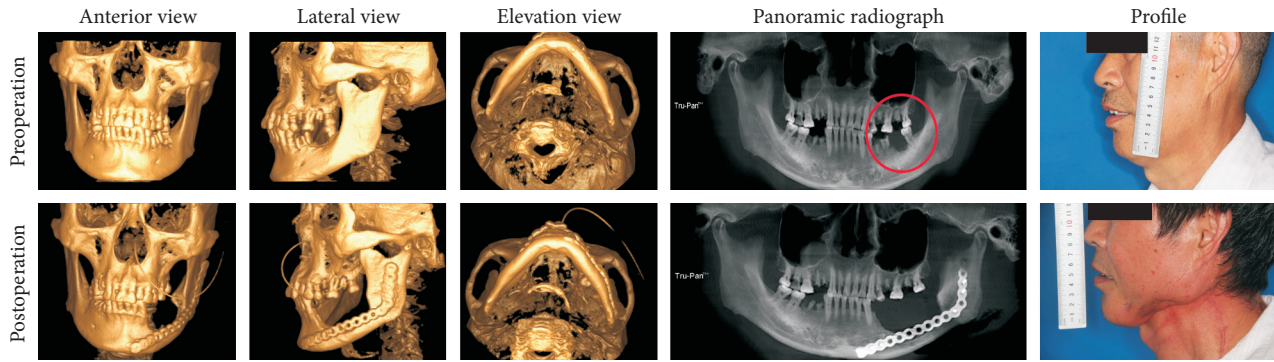 Anterior view
Lateral view
Elevation view
Panoramic radiograph
Profile
Preoperation
Tru-Pan™
Postoperation
Tru-Pan™